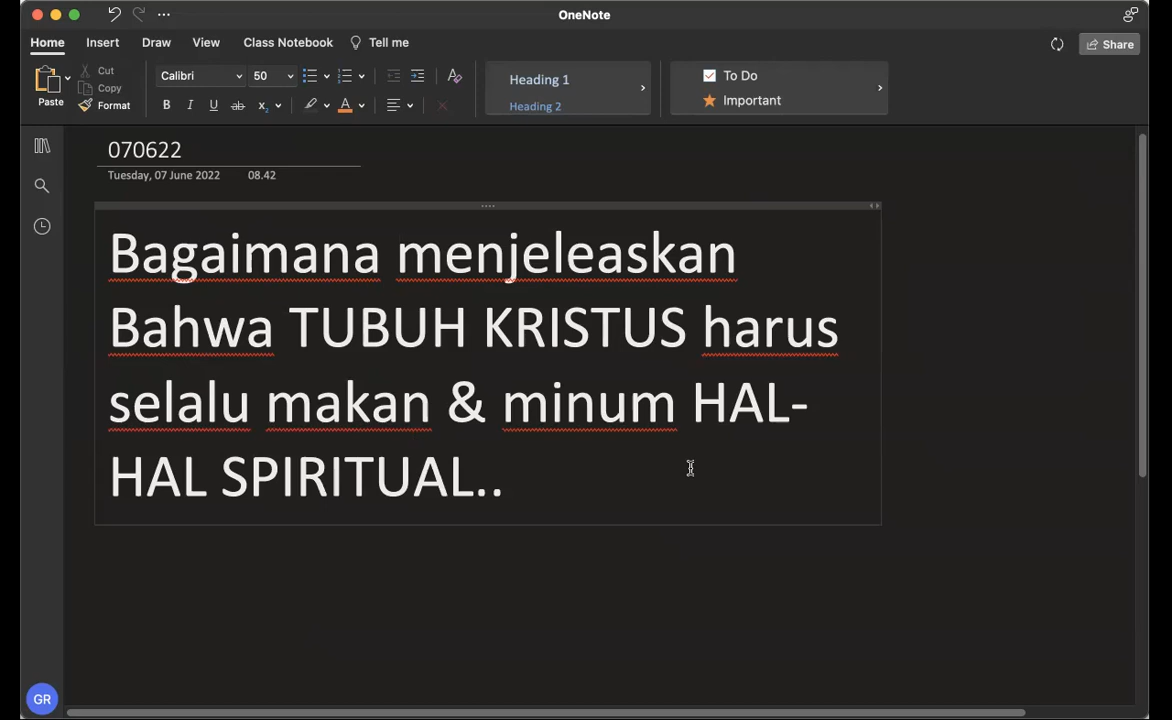 OneNote
Home Insert Draw View Class Notebook Tell me
Share
Paste
Cut
Copy
Format
Calibri 50
B I U ab x₂ A
Heading 1
Heading 2
To Do
Important
070622
Tuesday, 07 June 2022 08.42
Bagaimana menjeleaskan
Bahwa TUBUH KRISTUS harus
selalu makan & minum HAL-
HAL SPIRITUAL..
GR